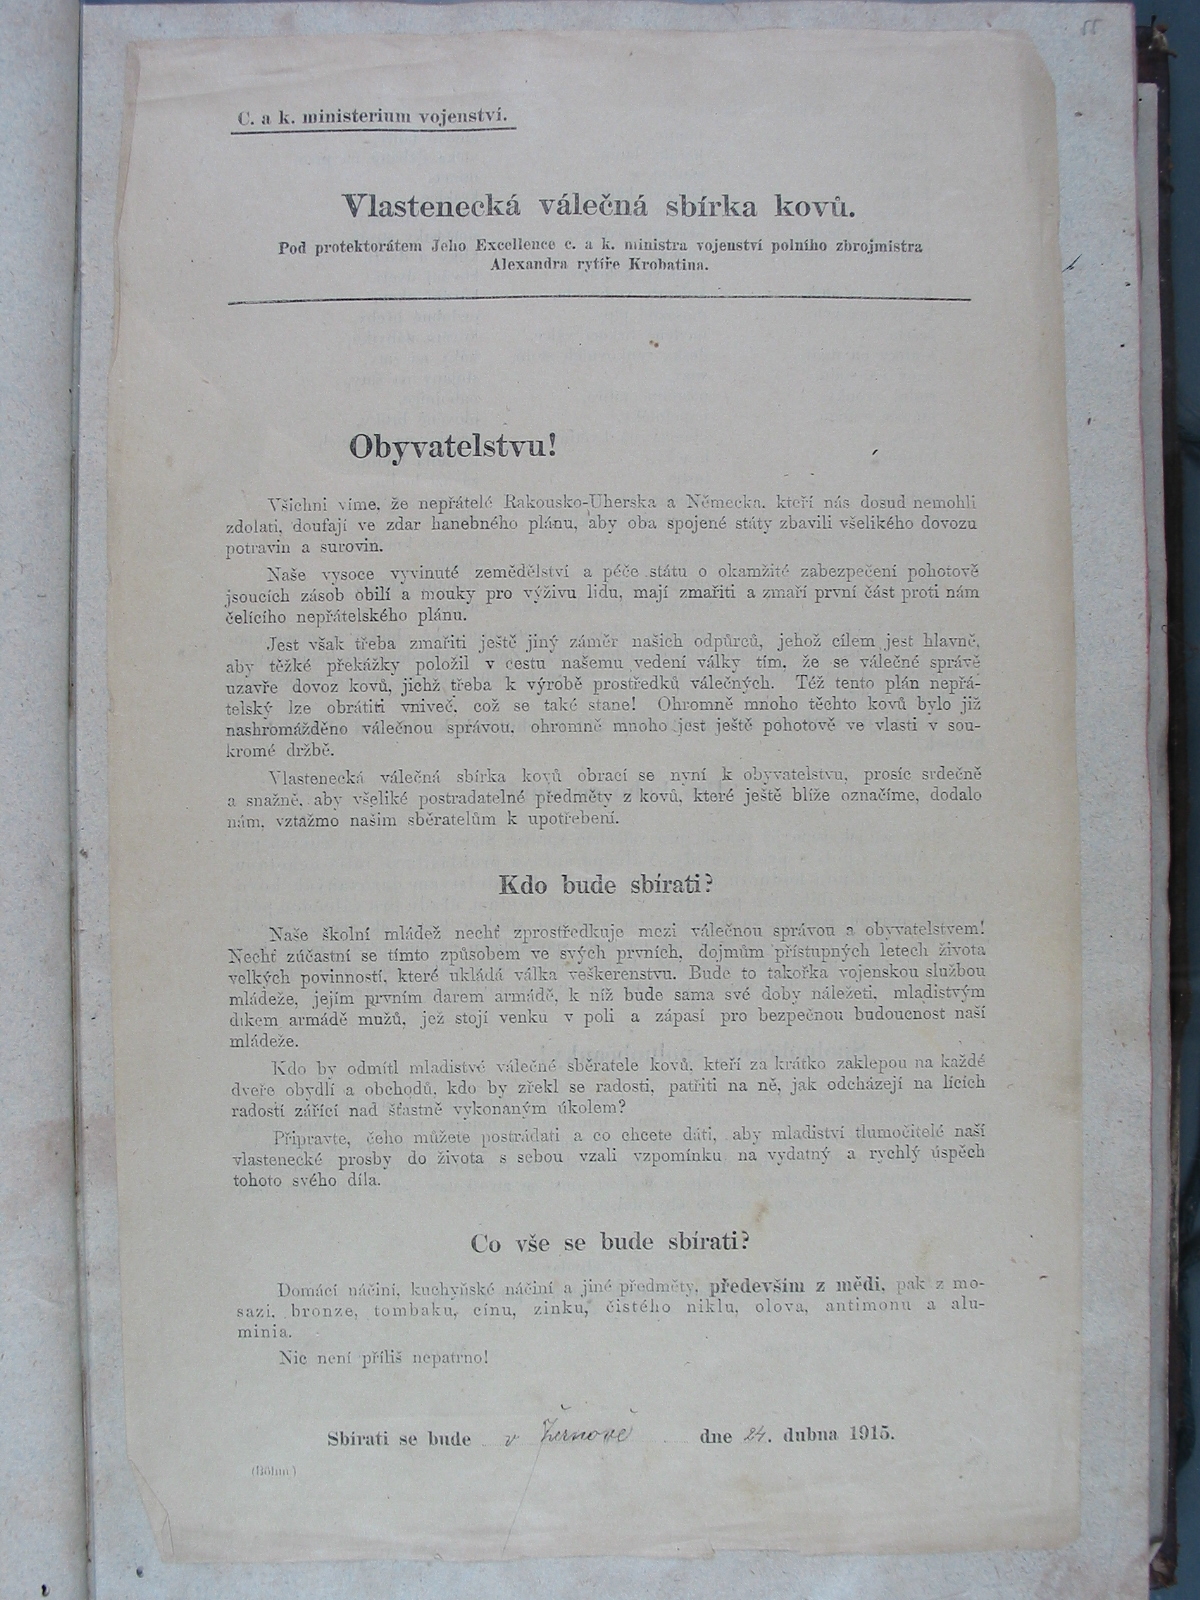 55
C. a k. ministerium vojenství.
Vlastenecká válečná sbírka kovů.
Pod protektorátem Jeho Excellence c. a k. ministra vojenství polního zbrojmistra
Alexandra rytíře Krobatina.
Obyvatelstvu!
Všichni víme, že nepřátelé Rakousko-Uherska a Německa, kteří nás dosud nemohli
zdolati, doufají ve zdar hanebného plánu, aby oba spojené státy zbavili všelikého dovozu
potravin a surovin.
Naše vysoce vyvinuté zemědělství a péče státu o okamžité zabezpečení pohotově
jsoucích zásob obilí a mouky pro výživu lidu, mají zmařiti a zmaří první část proti nám
čelícího nepřátelského plánu.
Jest však třeba zmařiti ještě jiný záměr našich odpůrců, jehož cílem jest hlavně,
aby těžké překážky položil v cestu našemu vedení války tím, že se válečné správě
uzavře dovoz kovů, jichž třeba k výrobě prostředků válečných. Též tento plán nepřá-
telský lze obrátiti vniveč, což se také stane! Ohromně mnoho těchto kovů bylo již
nashromážděno válečnou správou, ohromně mnoho jest ještě pohotově ve vlasti v sou-
kromé držbě.
Vlastenecká válečná sbírka kovů obrací se nyní k obyvatelstvu, prosíc srdečně
a snažně, aby všeliké postradatelné předměty z kovů, které ještě blíže označíme, dodalo
nám, vztažmo našim sběratelům k upotřebení.
Kdo bude sbírati?
Naše školní mládež nechť zprostředkuje mezi válečnou správou a obyvatelstvem!
Nechť zúčastní se tímto způsobem ve svých prvních, dojmům přístupných letech života
velkých povinností, které ukládá válka veškerenstvu. Bude to takořka vojenskou službou
mládeže, jejím prvním darem armádě, k níž bude sama své doby náležeti, mladistvým
díkem armádě mužů, jež stojí venku v poli a zápasí pro bezpečnou budoucnost naší
mládeže.
Kdo by odmítl mladistvé válečné sběratele kovů, kteří za krátko zaklepou na každé
dveře obydlí a obchodů, kdo by zřekl se radosti, patřiti na ně, jak odcházejí na lících
radostí zářící nad šťastně vykonaným úkolem?
Připravte, čeho můžete postrádati a co chcete dáti, aby mladiství tlumočitelé naší
vlastenecké prosby do života s sebou vzali vzpomínku na vydatný a rychlý úspěch
tohoto svého díla.
Co vše se bude sbírati?
Domácí náčiní, kuchyňské náčiní a jiné předměty, především z mědi, pak z mo-
sazi, bronze, tombaku, cínu, zinku, čistého niklu, olova, antimonu a alu-
minia.
Nic není příliš nepatrno!
Sbírati se bude v Žernově dne 24. dubna 1915.
(Böhm.)